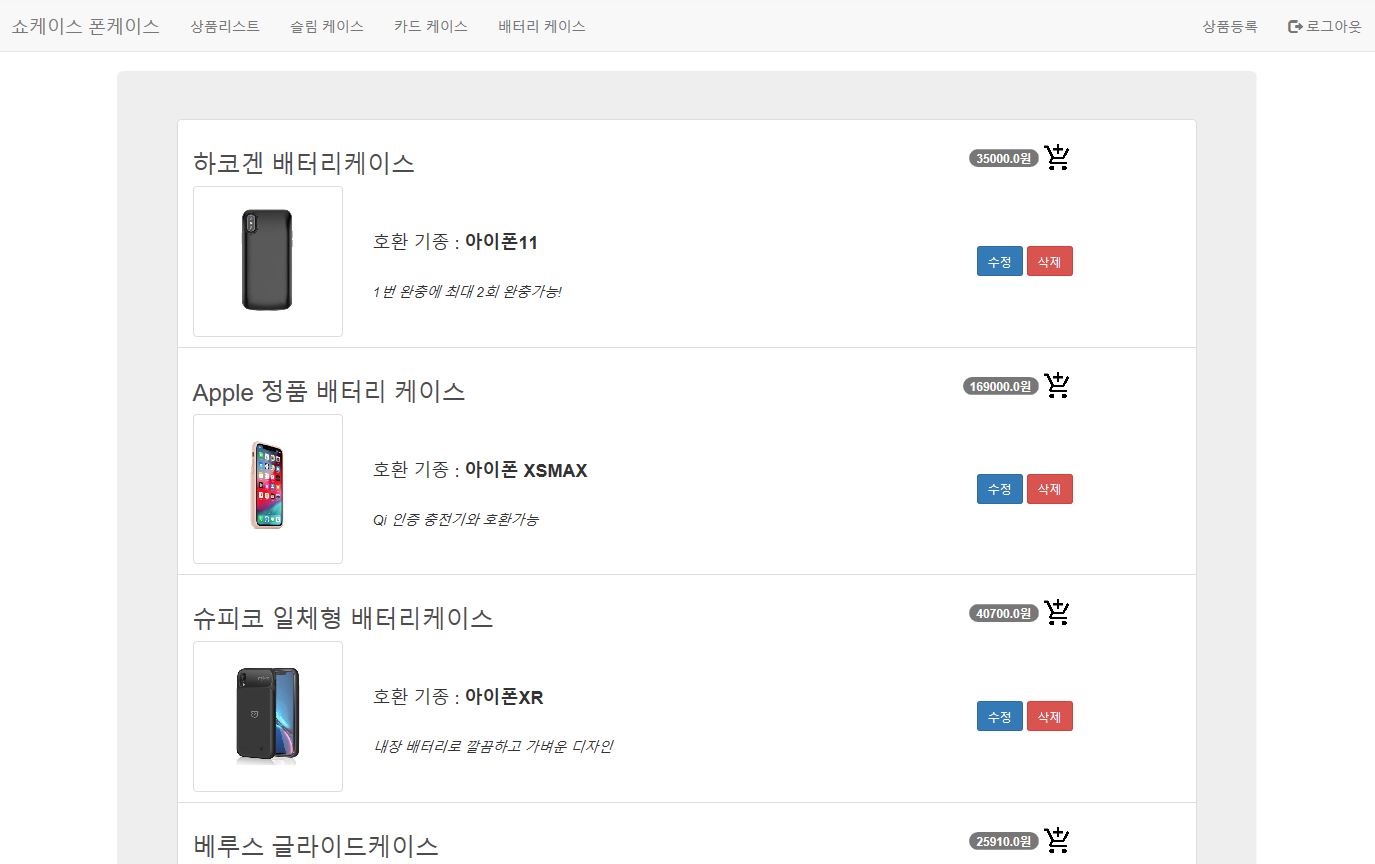 쇼케이스 폰케이스 상품리스트 슬림 케이스 카드 케이스 배터리 케이스 상품등록 로그아웃
하코겐 배터리케이스 35000.0원
호환 기종 : 아이폰11
수정 삭제
1번 완충에 최대 2회 완충가능!
Apple 정품 배터리 케이스 169000.0원
호환 기종 : 아이폰 XSMAX
수정 삭제
Qi 인증 충전기와 호환가능
슈피코 일체형 배터리케이스 40700.0원
호환 기종 : 아이폰XR
수정 삭제
내장 배터리로 깔끔하고 가벼운 디자인
베루스 글라이드케이스 25910.0원